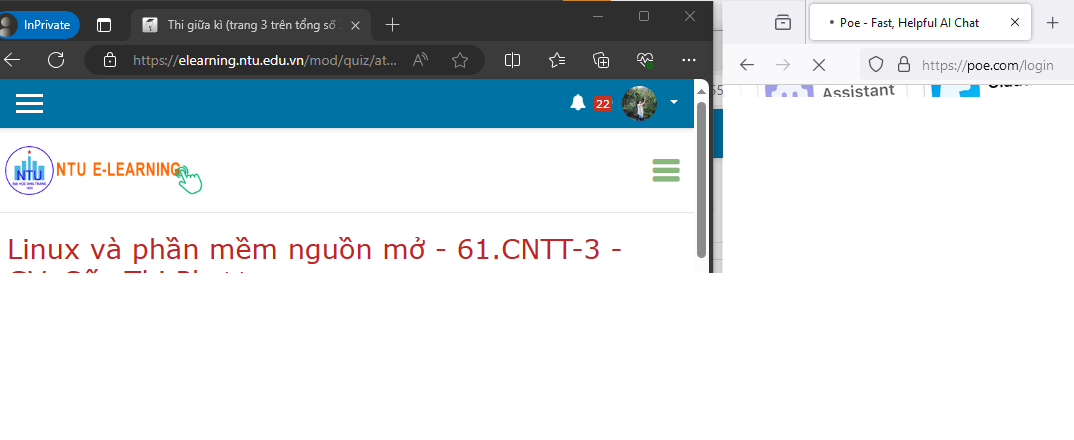 InPrivate
Thi giữa kì (trang 3 trên tổng số
https://elearning.ntu.edu.vn/mod/quiz/at...
22
NTU
NTU E-LEARNING
Linux và phần mềm nguồn mở - 61.CNTT-3 -
Poe - Fast, Helpful AI Chat
https://poe.com/login
Assistant